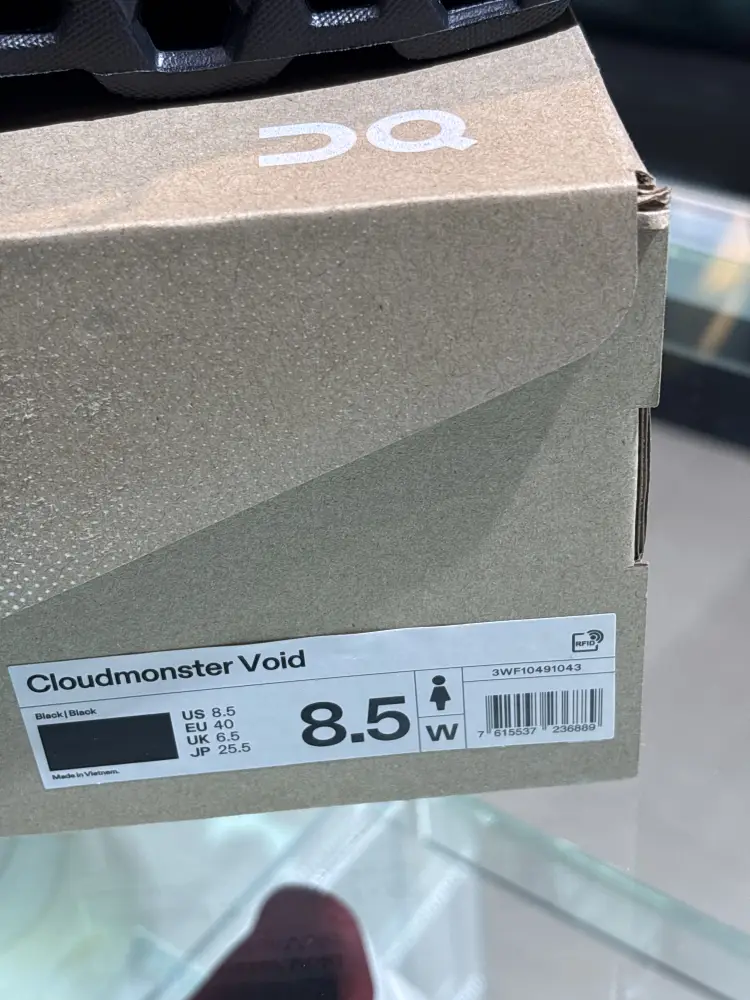 On
Cloudmonster Void
RFID
Black | Black
US 8.5
EU 40
UK 6.5
JP 25.5
Made in Vietnam.
8.5
W
3WF10491043
7 615537 236889